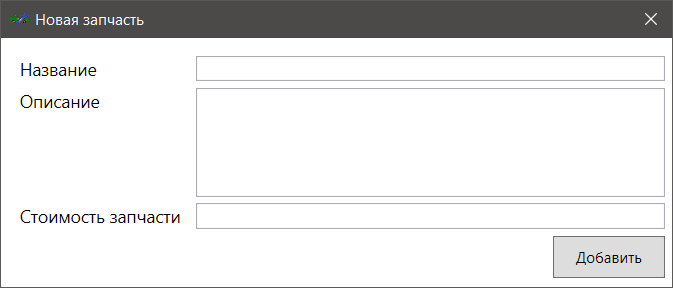 Новая запчасть
Название
Описание
Стоимость запчасти
Добавить